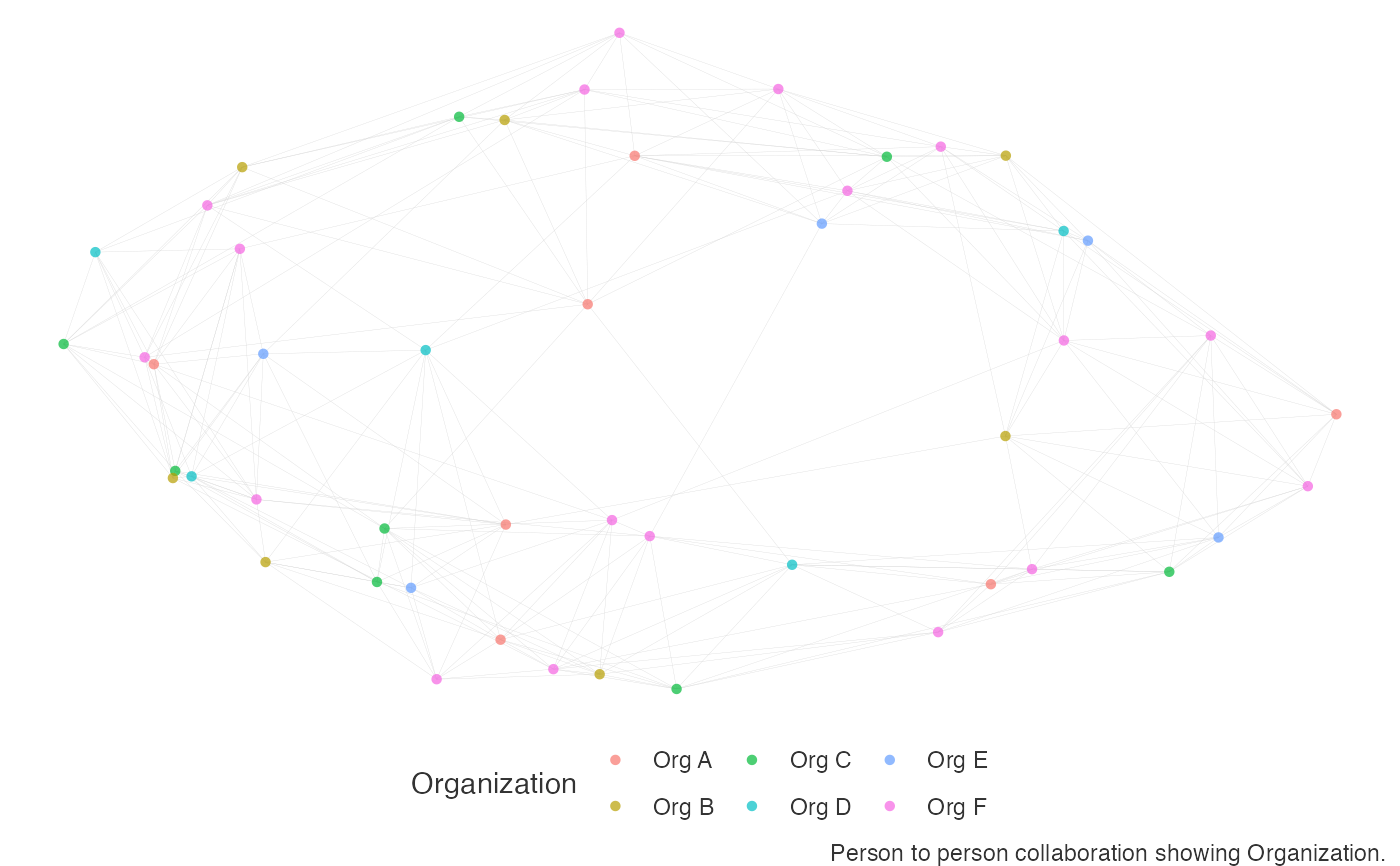 Organization
Org A
Org C
Org E
Org B
Org D
Org F
Person to person collaboration showing Organization.